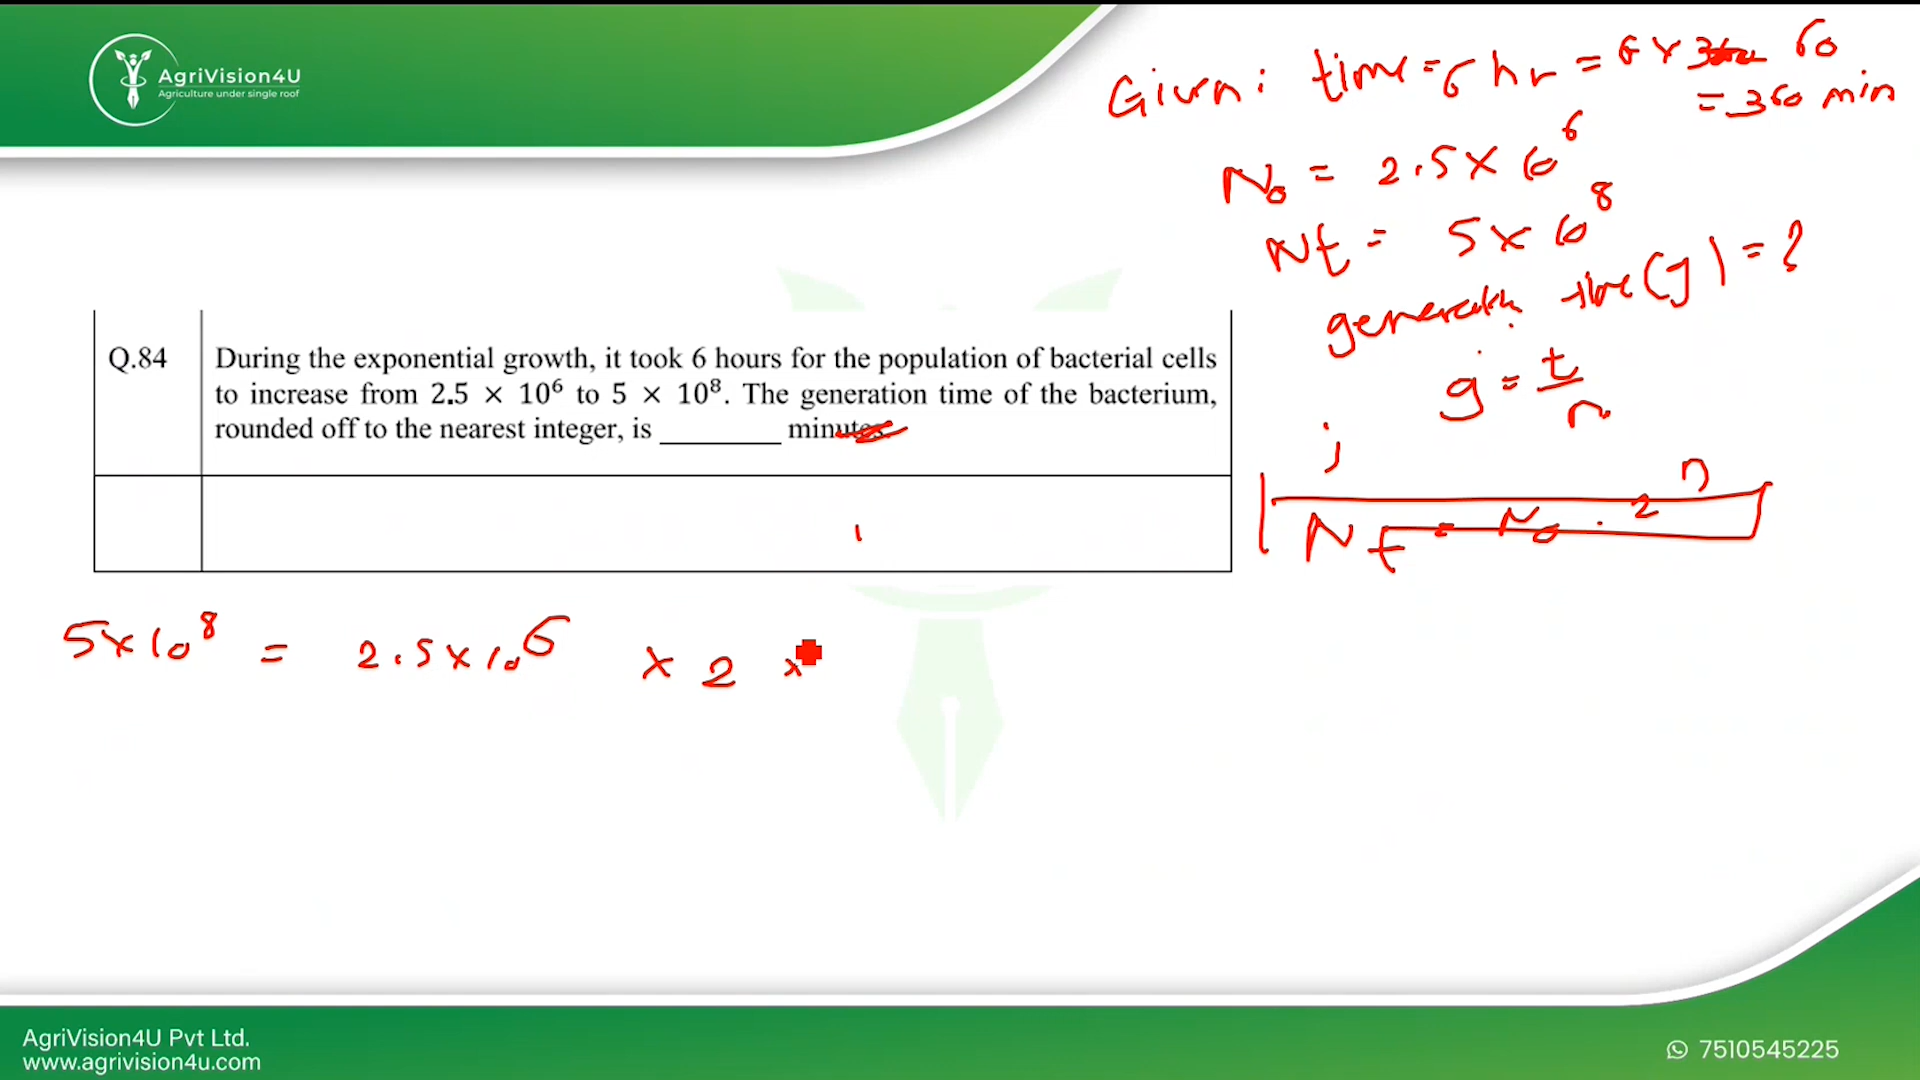 AgriVision4U
Agriculture under single roof
Given: time = 6 hr = 6 × 60
= 360 min
N₀ = 2.5 × 10⁶
Nt = 5 × 10⁸
generation time (g) = ?
g = t/n
Nt = N₀ . 2ⁿ
Q.84
During the exponential growth, it took 6 hours for the population of bacterial cells
to increase from 2.5 × 10⁶ to 5 × 10⁸. The generation time of the bacterium,
rounded off to the nearest integer, is ________ minutes.
5×10⁸ = 2.5×10⁶ × 2
AgriVision4U Pvt Ltd.
www.agrivision4u.com
7510545225